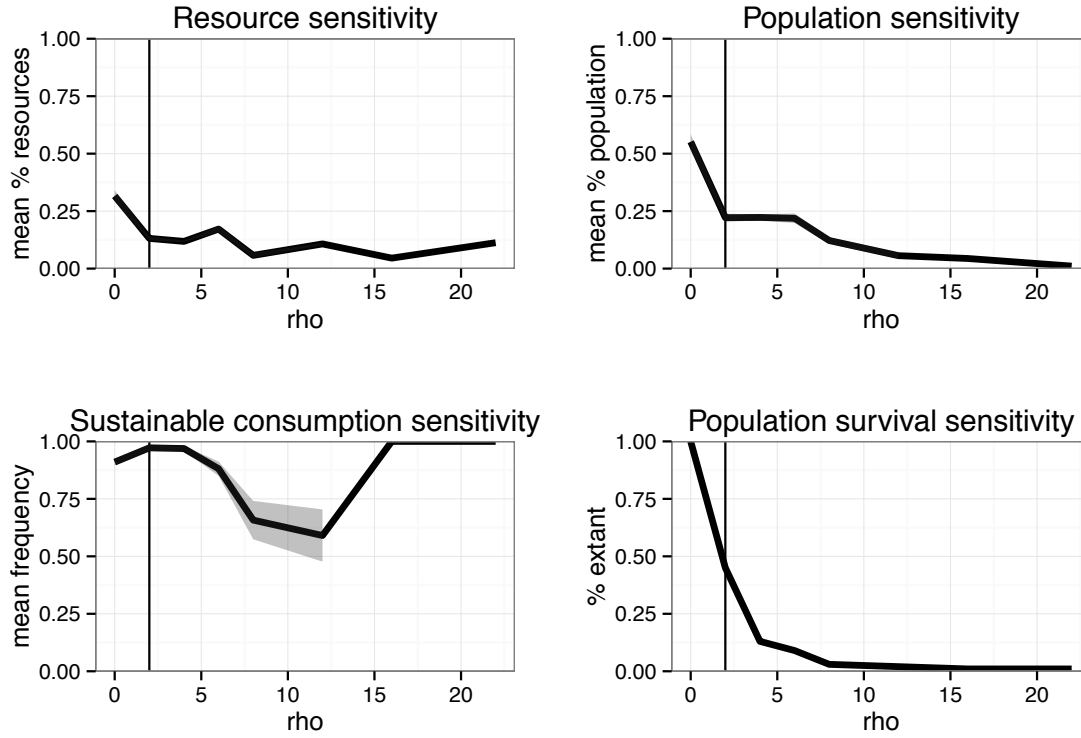 Resource sensitivity
mean % resources
1.00
0.75
0.50
0.25
0.00
0 5 10 15 20
rho
Population sensitivity
mean % population
1.00
0.75
0.50
0.25
0.00
0 5 10 15 20
rho
Sustainable consumption sensitivity
mean frequency
1.00
0.75
0.50
0.25
0.00
0 5 10 15 20
rho
Population survival sensitivity
% extant
1.00
0.75
0.50
0.25
0.00
0 5 10 15 20
rho